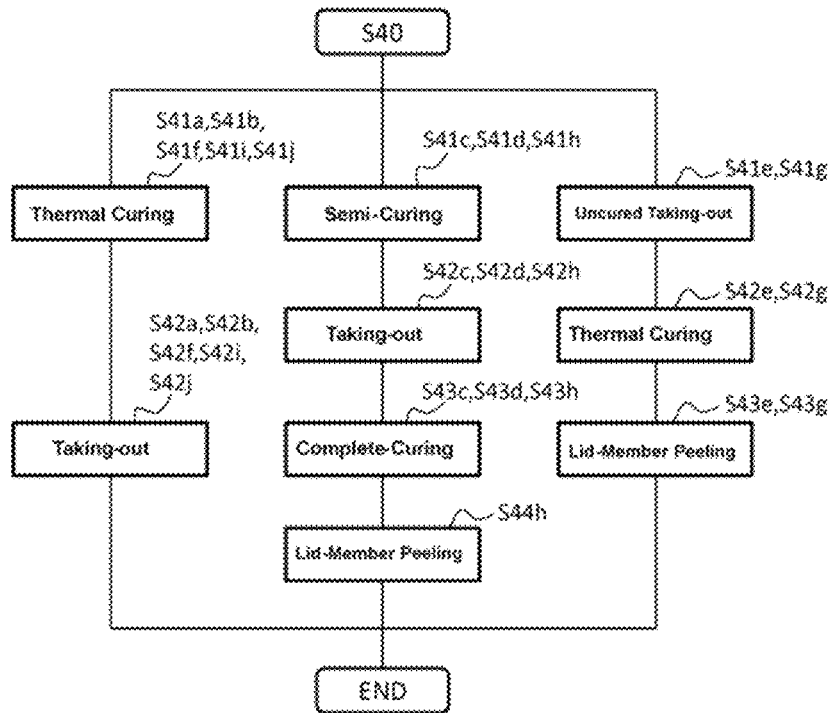 S40
S41a,S41b,
S41f,S41i,S41j
Thermal Curing
S42a,S42b,
S42f,S42i,
S42j
Taking-out
S41c,S41d,S41h
Semi-Curing
S42c,S42d,S42h
Taking-out
S43c,S43d,S43h
Complete-Curing
S44h
Lid-Member Peeling
S41e,S41g
Uncured Taking-out
S42e,S42g
Thermal Curing
S43e,S43g
Lid-Member Peeling
END